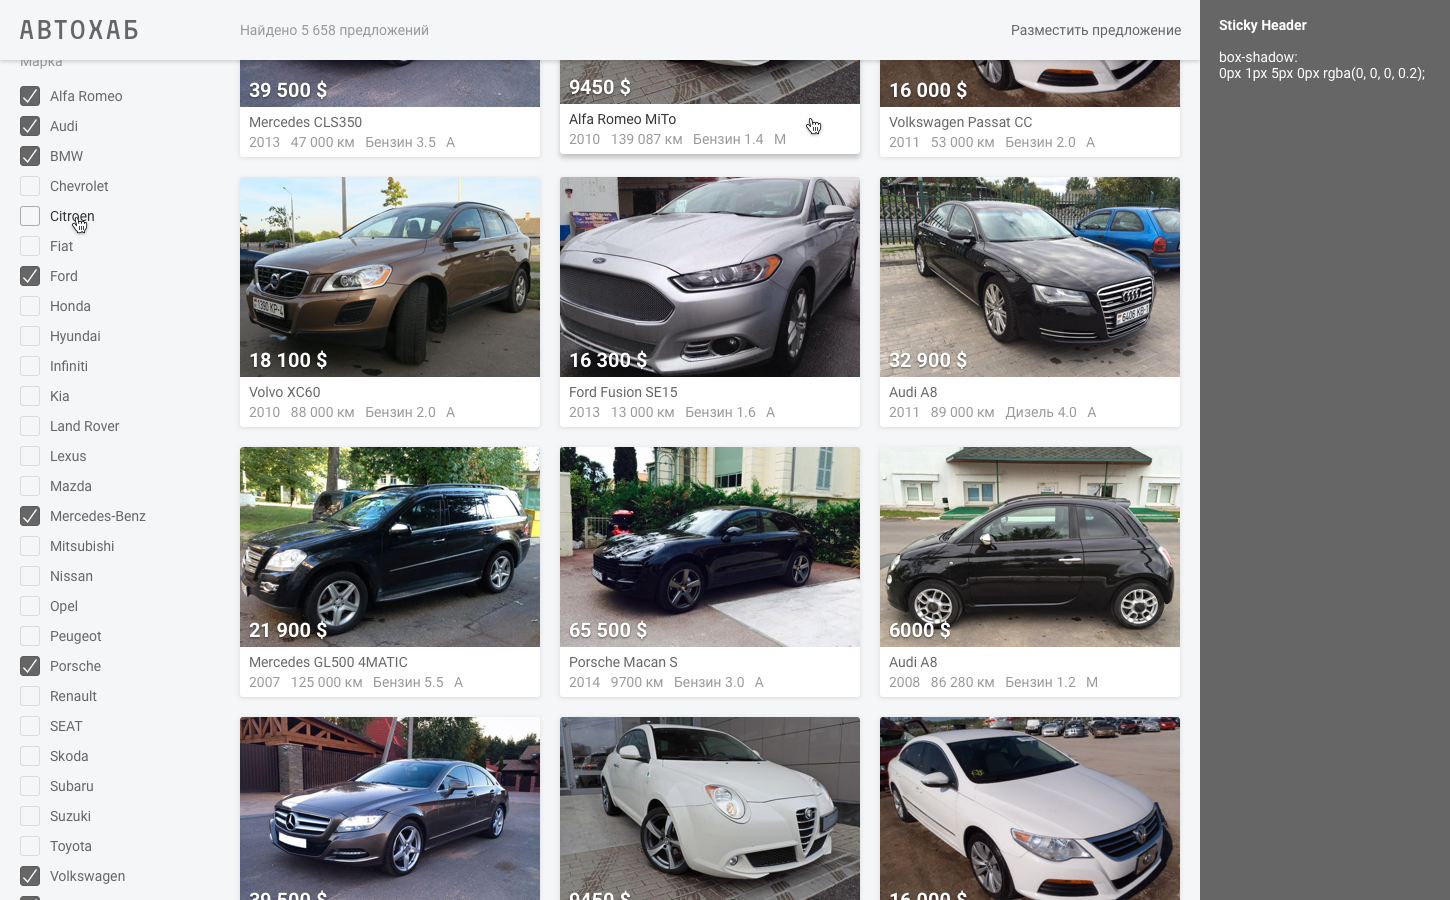 АВТОХАБ
Найдено 5 658 предложений
Разместить предложение
Sticky Header
box-shadow:
0px 1px 5px 0px rgba(0, 0, 0, 0.2);
Марка
Alfa Romeo
Audi
BMW
Chevrolet
Citroen
Fiat
Ford
Honda
Hyundai
Infiniti
Kia
Land Rover
Lexus
Mazda
Mercedes-Benz
Mitsubishi
Nissan
Opel
Peugeot
Porsche
Renault
SEAT
Skoda
Subaru
Suzuki
Toyota
Volkswagen
39 500 $
Mercedes CLS350
2013 47 000 км Бензин 3.5 А
9450 $
Alfa Romeo MiTo
2010 139 087 км Бензин 1.4 М
16 000 $
Volkswagen Passat CC
2011 53 000 км Бензин 2.0 А
18 100 $
Volvo XC60
2010 88 000 км Бензин 2.0 А
16 300 $
Ford Fusion SE15
2013 13 000 км Бензин 1.6 А
32 900 $
Audi A8
2011 89 000 км Дизель 4.0 А
21 900 $
Mercedes GL500 4MATIC
2007 125 000 км Бензин 5.5 А
65 500 $
Porsche Macan S
2014 9700 км Бензин 3.0 А
6000 $
Audi A8
2008 86 280 км Бензин 1.2 М
39 500 $
9450 $
16 000 $